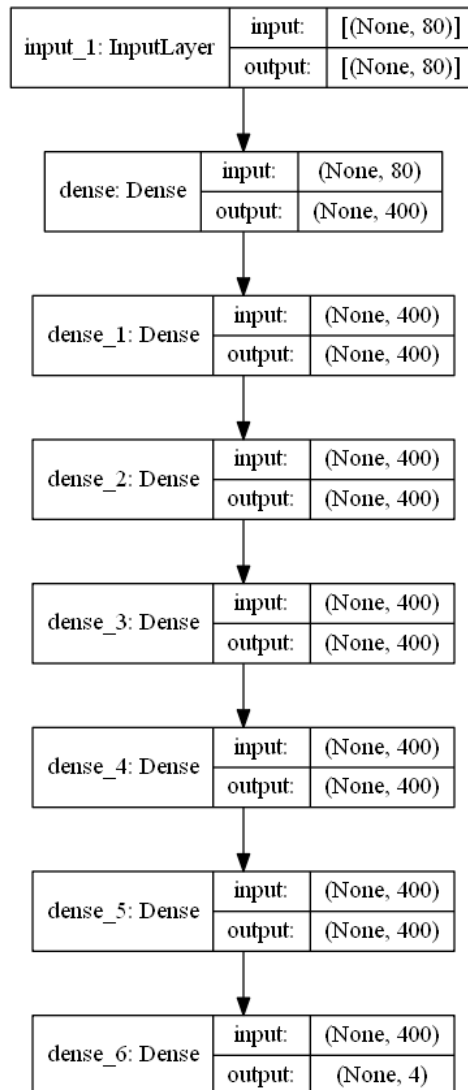 input_1: InputLayer
input: [(None, 80)]
output: [(None, 80)]
dense: Dense
input: (None, 80)
output: (None, 400)
dense_1: Dense
input: (None, 400)
output: (None, 400)
dense_2: Dense
input: (None, 400)
output: (None, 400)
dense_3: Dense
input: (None, 400)
output: (None, 400)
dense_4: Dense
input: (None, 400)
output: (None, 400)
dense_5: Dense
input: (None, 400)
output: (None, 400)
dense_6: Dense
input: (None, 400)
output: (None, 4)